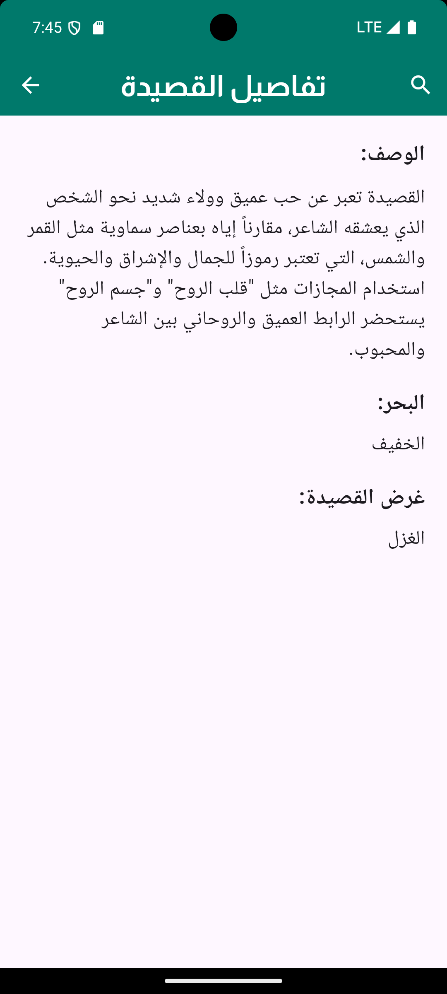 7:45 LTE
تفاصيل القصيدة
الوصف:
القصيدة تعبر عن حب عميق وولاء شديد نحو الشخص
الذي يعشقه الشاعر، مقارناً إياه بعناصر سماوية مثل القمر
والشمس، التي تعتبر رموزاً للجمال والإشراق والحيوية.
استخدام المجازات مثل "قلب الروح" و"جسم الروح"
يستحضر الرابط العميق والروحاني بين الشاعر
والمحبوب.
البحر:
الخفيف
غرض القصيدة:
الغزل